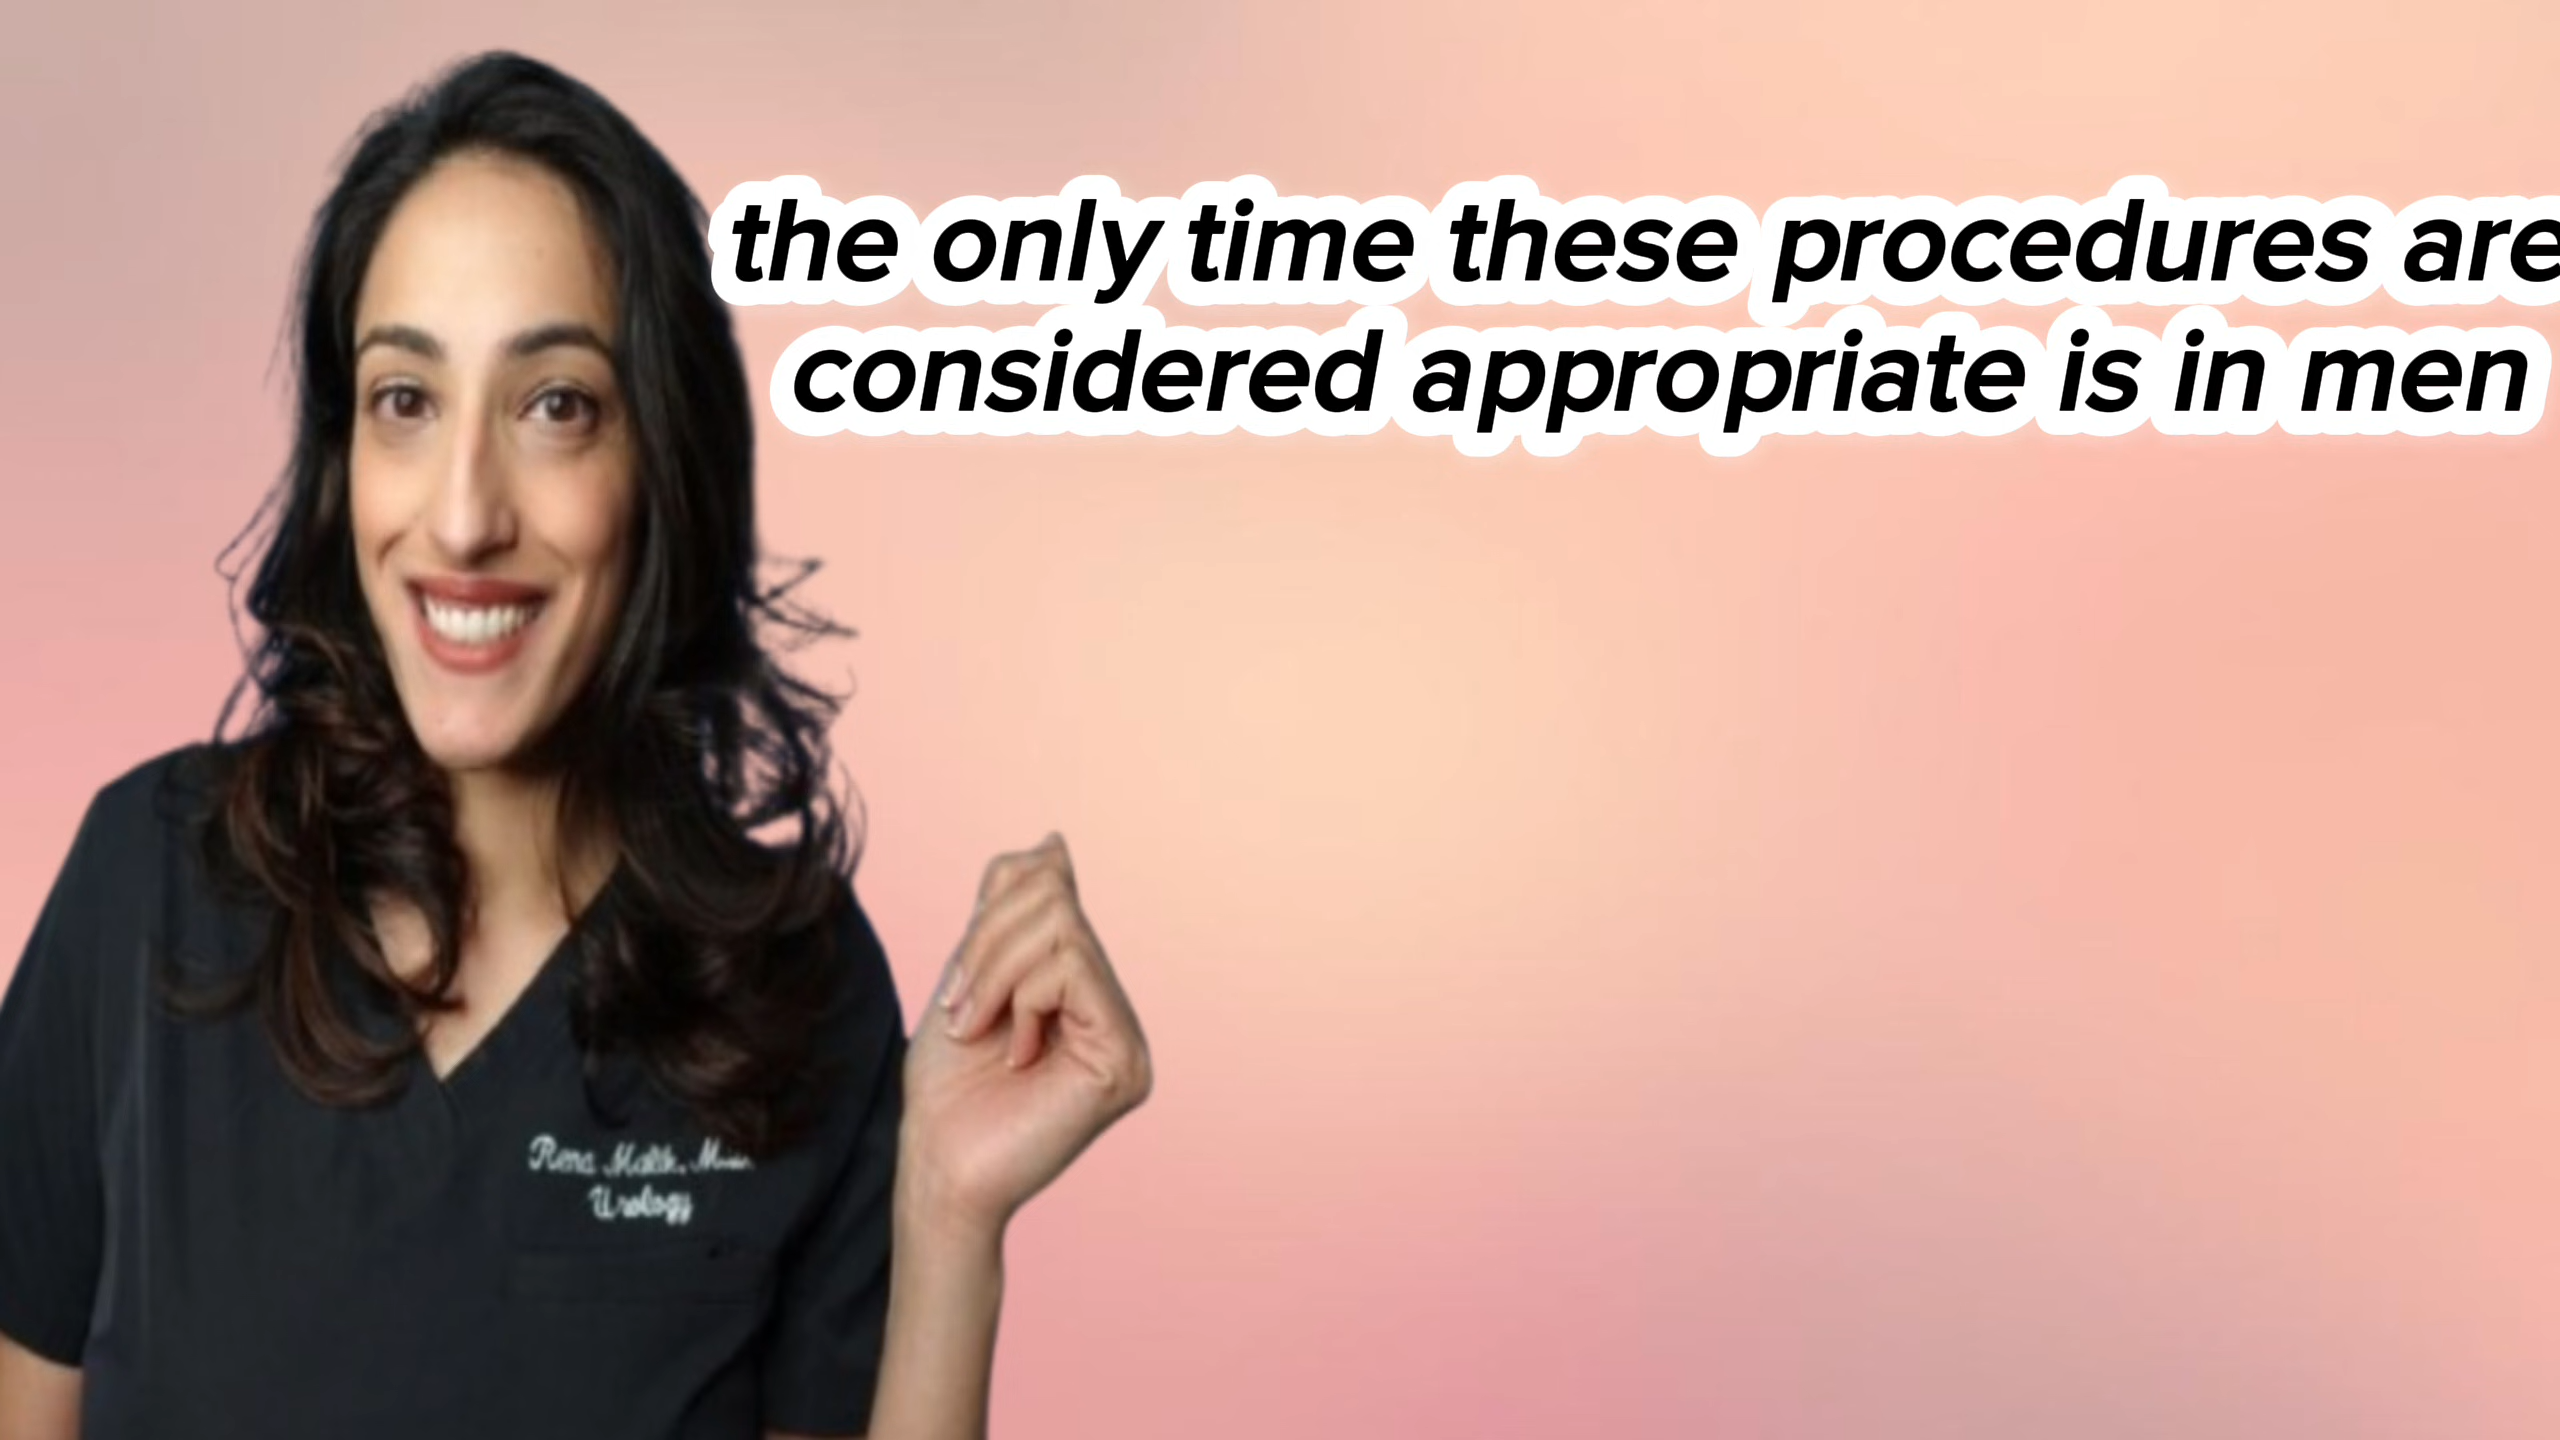 the only time these procedures are
considered appropriate is in men
Rena Malik, M
Urology